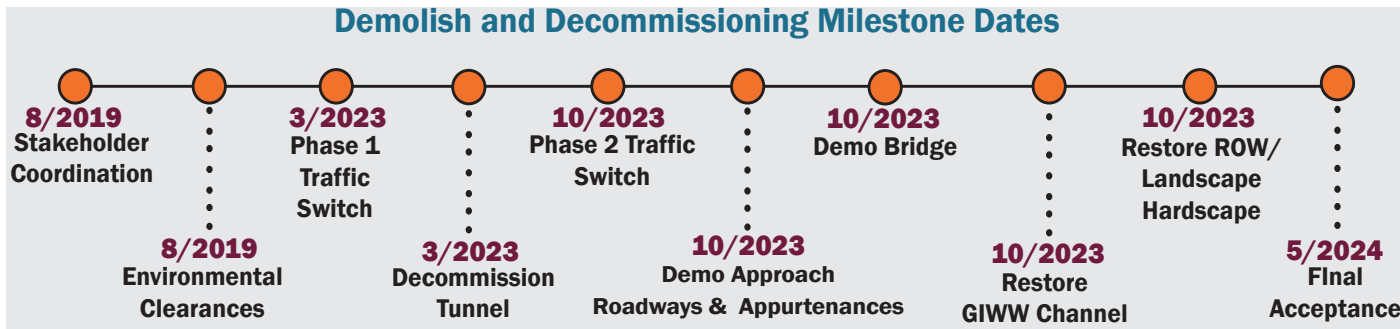 Demolish and Decommissioning Milestone Dates
8/2019
Stakeholder
Coordination
8/2019
Environmental
Clearances
3/2023
Phase 1
Traffic
Switch
3/2023
Decommission
Tunnel
10/2023
Phase 2 Traffic
Switch
10/2023
Demo Approach
Roadways & Appurtenances
10/2023
Demo Bridge
10/2023
Restore
GIWW Channel
10/2023
Restore ROW/
Landscape
Hardscape
5/2024
FInal
Acceptance